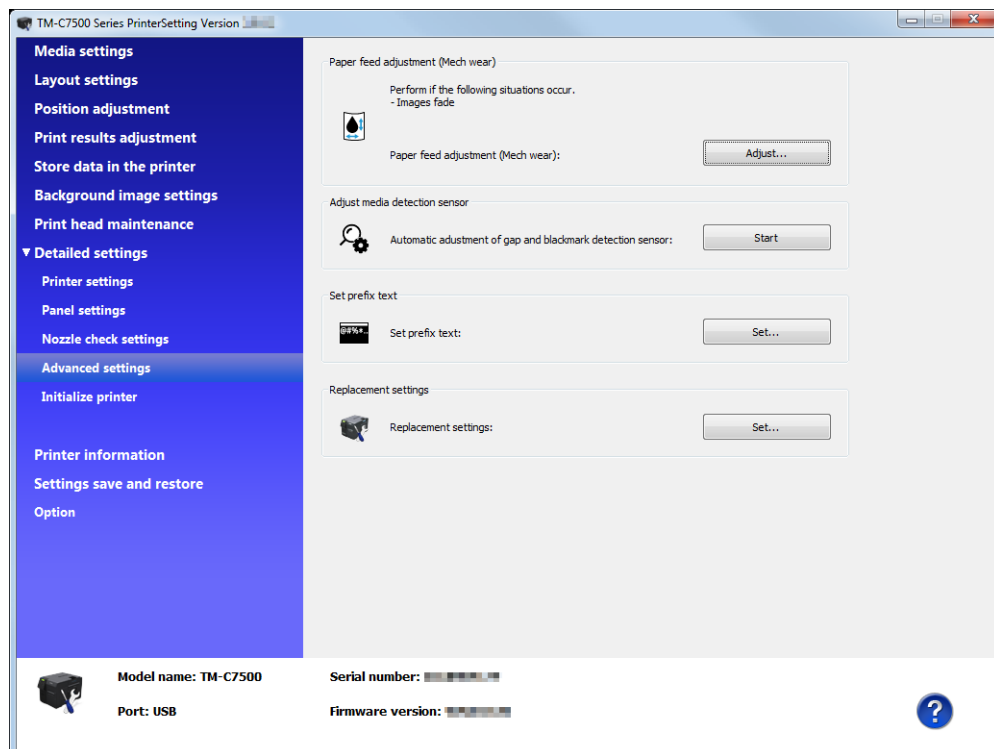 TM-C7500 Series PrinterSetting Version
Media settings
Layout settings
Position adjustment
Print results adjustment
Store data in the printer
Background image settings
Print head maintenance
▼ Detailed settings
Printer settings
Panel settings
Nozzle check settings
Advanced settings
Initialize printer
Printer information
Settings save and restore
Option
Paper feed adjustment (Mech wear)
Perform if the following situations occur.
- Images fade
Paper feed adjustment (Mech wear):
Adjust...
Adjust media detection sensor
Automatic adustment of gap and blackmark detection sensor:
Start
Set prefix text
@#%*..
Set prefix text:
Set...
Replacement settings
Replacement settings:
Set...
Model name: TM-C7500
Serial number:
Port: USB
Firmware version:
?